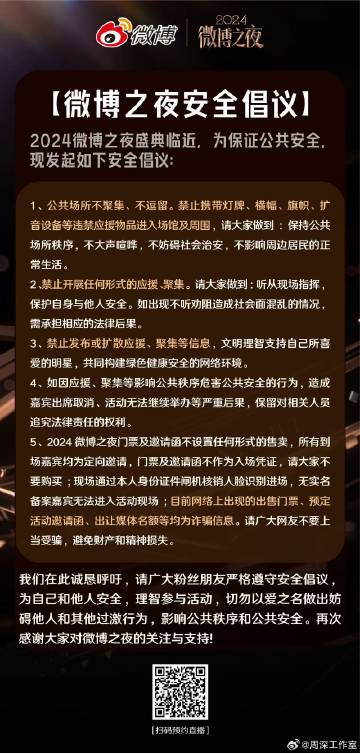 微博
2024
微博之夜
【微博之夜安全倡议】
2024微博之夜盛典临近，为保证公共安全，
现发起如下安全倡议：
1、公共场所不聚集、不逗留。禁止携带灯牌、横幅、旗帜、扩
音设备等违禁应援物品进入场馆及周围，请大家做到：保持公共
场所秩序，不大声喧哗，不妨碍社会治安，不影响周边居民的正
常生活。
2、禁止开展任何形式的应援、聚集。请大家做到：听从现场指挥，
保护自身与他人安全。如出现不听劝阻造成社会面混乱的情况，
需承担相应的法律后果。
3、禁止发布或扩散应援、聚集等信息，文明理智支持自己所喜
爱的明星，共同构建绿色健康安全的网络环境。
4、如因应援、聚集等影响公共秩序危害公共安全的行为，造成
嘉宾出席取消、活动无法继续举办等严重后果，保留对相关人员
追究法律责任的权利。
5、2024 微博之夜门票及邀请函不设置任何形式的售卖，所有到
场嘉宾均为定向邀请，门票及邀请函不作为入场凭证，请大家不
要购买；现场通过本人身份证件闸机核销人脸识别进场，无实名
备案嘉宾无法进入活动现场；目前网络上出现的出售门票、预定
活动邀请函、出让媒体名额等均为诈骗信息。请广大网友不要上
当受骗，避免财产和精神损失。
我们在此诚恳呼吁，请广大粉丝朋友严格遵守安全倡议，
为自己和他人安全，理智参与活动，切勿以爱之名做出妨
碍他人和其他过激行为，影响公共秩序和公共安全。再次
感谢大家对微博之夜的关注与支持！
［扫码预约直播］
@周深工作室